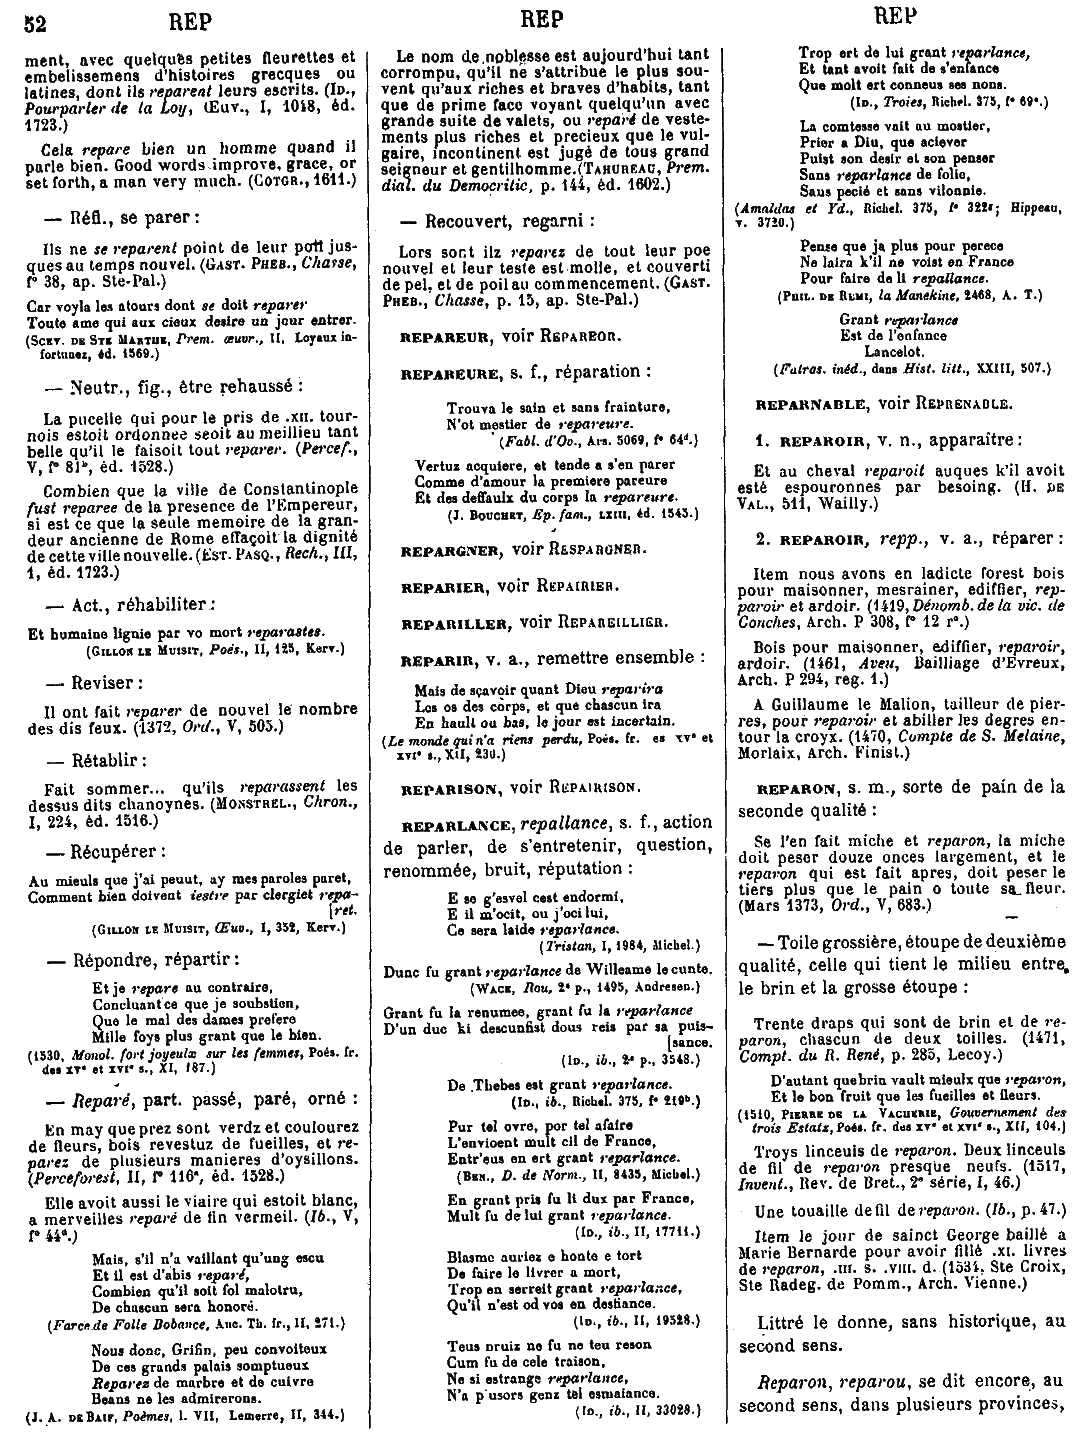 52 REP REP REP
ment, avec quelques petites fleurettes et
embelissemens d'histoires grecques ou
latines, dont ils reparent leurs escrits. (ID.,
Pourparler de la Loy, Œuv., I, 1018, éd.
1723.)
Cela repare bien un homme quand il
parle bien. Good words improve, grace, or
set forth, a man very much. (COTGR., 1611.)
— Réfl., se parer :
Ils ne se reparent point de leur poil jus-
ques au temps nouvel. (GAST. PHEB., Chasse,
f° 38, ap. Ste-Pal.)
Car voyla les atours dont se doit reparer
Toute ame qui aux cieux desire un jour entrer.
(SCEV. DE STE MARTHE, Prem. œuvr., II, Loyaux in-
fortunez, éd. 1569.)
— Neutr., fig., être rehaussé :
La pucelle qui pour le pris de .XII. tour-
nois estoit ordonnee seoit au meillieu tant
belle qu'il le faisoit tout reparer. (Percef.,
V, f° 81ᵇ, éd. 1528.)
Combien que la ville de Constantinople
fust reparee de la presence de l'Empereur,
si est ce que la seule memoire de la gran-
deur ancienne de Rome effaçoit la dignité
de cette ville nouvelle. (EST. PASQ., Rech., III,
1, éd. 1723.)
— Act., réhabiliter :
Et humaine lignie par vo mort reparastes.
(GILLON LE MUISIT, Poés., II, 125, Kerv.)
— Reviser :
Il ont fait reparer de nouvel le nombre
des dis feux. (1372, Ord., V, 505.)
— Rétablir :
Fait sommer... qu'ils reparassent les
dessus dits chanoynes. (MONSTREL., Chron.,
I, 224, éd. 1516.)
— Récupérer :
Au mieuls que j'ai peuut, ay mes paroles paret,
Comment bien doivent iestre par clergiet repa-
[ret.
(GILLON LE MUISIT, Œuv., I, 352, Kerv.)
— Répondre, répartir :
Et je repare au contraire,
Concluant ce que je soubstien,
Que le mal des dames prefere
Mille foys plus grant que le bien.
(1530, Monol. fort joyeulx sur les femmes, Poés. fr.
des XVᵉ et XVIᵉ s., XI, 187.)
— Reparé, part. passé, paré, orné :
En may que prez sont verdz et coulourez
de fleurs, bois revestuz de fueilles, et re-
parez de plusieurs manieres d'oysillons.
(Perceforest, II, f° 116ᵃ, éd. 1528.)
Elle avoit aussi le viaire qui estoit blanc,
a merveilles reparé de fin vermeil. (Ib., V,
f° 44ᵈ.)
Mais, s'il n'a vaillant qu'ung escu
Et il est d'abis reparé,
Combien qu'il soit fol malotru,
De chascun sera honoré.
(Farce de Folle Bobance, Anc. Th. fr., II, 271.)
Nous donc, Grifin, peu convoiteux
De ces grands palais somptueux
Reparez de marbre et de cuivre
Beans ne les admirerons.
(J. A. DE BAIF, Poèmes, l. VII, Lemerre, II, 344.)
Le nom de noblesse est aujourd'hui tant
corrompu, qu'il ne s'attribue le plus sou-
vent qu'aux riches et braves d'habits, tant
que de prime face voyant quelqu'un avec
grande suite de valets, ou reparé de veste-
ments plus riches et precieux que le vul-
gaire, incontinent est jugé de tous grand
seigneur et gentilhomme.(TAHUREAU, Prem.
dial. du Democritic, p. 144, éd. 1602.)
— Recouvert, regarni :
Lors sont ilz reparez de tout leur poe
nouvel et leur teste est molle, et couverti
de pel, et de poil au commencement. (GAST.
PHEB., Chasse, p. 15, ap. Ste-Pal.)
REPAREUR, voir REPAREOR.
REPAREURE, s. f., réparation :
Trouva le sain et sans frainture,
N'ot mestier de repareure.
(Fabl. d'Ov., Ars. 5069, f° 64ᵈ.)
Vertuz acquiere, et tende a s'en parer
Comme d'amour la premiere pareure
Et des deffaulx du corps la repareure.
(J. BOUCHET, Ep. fam., LXIII, éd. 1545.)
REPARGNER, voir RESPARGNER.
REPARIER, voir REPAIRIER.
REPARILLER, voir REPAREILLIER.
REPARIR, v. a., remettre ensemble :
Mais de sçavoir quant Dieu reparira
Los os des corps, et que chascun ira
En hault ou bas, le jour est incertain.
(Le monde qui n'a riens perdu, Poés. fr. es XVᵉ et
XVIᵉ s., XII, 230.)
REPARISON, voir REPAIRISON.
REPARLANCE, repallance, s. f., action
de parler, de s'entretenir, question,
renommée, bruit, réputation :
E se g'esvel cest endormi,
E il m'ocit, ou j'oci lui,
Ce sera laide reparlance.
(Tristan, I, 1984, Michel.)
Dunc fu grant reparlance de Willeame le cunte.
(WACE, Rou, 2ᵉ p., 1495, Andresen.)
Grant fu la renumee, grant fu la reparlance
D'un duc ki descunfist dous reis par sa puis-
[sance.
(ID., ib., 2ᵉ p., 3548.)
De Thebes est grant reparlance.
(ID., ib., Richel. 375, f° 219ᵇ.)
Pur tel ovre, por tel afaire
L'envioent mult cil de France,
Entr'eus en ert grant reparlance.
(BEN., D. de Norm., II, 8435, Michel.)
En grant pris fu li dux par France,
Mult fu de lui grant reparlance.
(ID., ib., II, 17711.)
Blasme auriez e honte e tort
De faire le livrer a mort,
Trop en serreit grant reparlance,
Qu'il n'est od vos en destiance.
(ID., ib., II, 19528.)
Teus druiz ne fu ne teu reson
Cum fu de cele traison,
Ne si estrange reparlance,
N'a plusors genz tel esmaiance.
(ID., ib., II, 33028.)
Trop ert de lui grant reparlance,
Et tant avoit fait de s'enfance
Que molt ert conneus ses nons.
(ID., Troies, Richel. 375, f° 69ᵉ.)
La comtesse vait au mostier,
Prier a Diu, que aciever
Puist son desir et son penser
Sans reparlance de folie,
Sans pecié et sans vilonnie.
(Amaldas et Yd., Richel. 375, f° 322ᵉ; Hippeau,
v. 3720.)
Pense que ja plus pour perece
Ne laira k'il ne voist en France
Pour faire de li repallance.
(PHIL. DE REMI, la Manekine, 2468, A. T.)
Grant reparlance
Est de l'enfance
Lancelot.
(Fatras. inéd., dans Hist. litt., XXIII, 507.)
REPARNABLE, voir REPRENABLE.
1. REPAROIR, v. n., apparaître :
Et au cheval reparoit auques k'il avoit
esté espouronnes par besoing. (H. DE
VAL., 511, Wailly.)
2. REPAROIR, repp., v. a., réparer :
Item nous avons en ladicte forest bois
pour maisonner, mesrainer, ediffier, rep-
paroir et ardoir. (1419, Dénomb. de la vic. de
Conches, Arch. P 308, f° 12 r°.)
Bois pour maisonner, ediffier, reparoir,
ardoir. (1461, Aveu, Bailliage d'Evreux,
Arch. P 294, reg. 1.)
A Guillaume le Malion, tailleur de pier-
res, pour reparoir et abiller les degres en-
tour la croyx. (1470, Compte de S. Melaine,
Morlaix, Arch. Finist.)
REPARON, s. m., sorte de pain de la
seconde qualité :
Se l'en fait miche et reparon, la miche
doit peser douze onces largement, et le
reparon qui est fait apres, doit peser le
tiers plus que le pain o toute sa fleur.
(Mars 1373, Ord., V, 683.)
— Toile grossière, étoupe de deuxième
qualité, celle qui tient le milieu entre
le brin et la grosse étoupe :
Trente draps qui sont de brin et de re-
paron, chascun de deux toilles. (1471,
Compt. du R. René, p. 285, Lecoy.)
D'autant que brin vault mieulx que reparon,
Et le bon fruit que les fueilles et fleurs.
(1510, PIERRE DE LA VACHERIE, Gouvernement des
trois Estatz, Poés. fr. des XVᵉ et XVIᵉ s., XII, 104.)
Troys linceuls de reparon. Deux linceuls
de fil de reparon presque neufs. (1517,
Invent., Rev. de Bret., 2ᵉ série, I, 46.)
Une touaille de fil de reparon. (Ib., p. 47.)
Item le jour de sainct George baillé a
Marie Bernarde pour avoir fillé .XI. livres
de reparon, .III. s. .VIII. d. (1534, Ste Croix,
Ste Radeg. de Pomm., Arch. Vienne.)
Littré le donne, sans historique, au
second sens.
Reparon, reparou, se dit encore, au
second sens, dans plusieurs provinces,